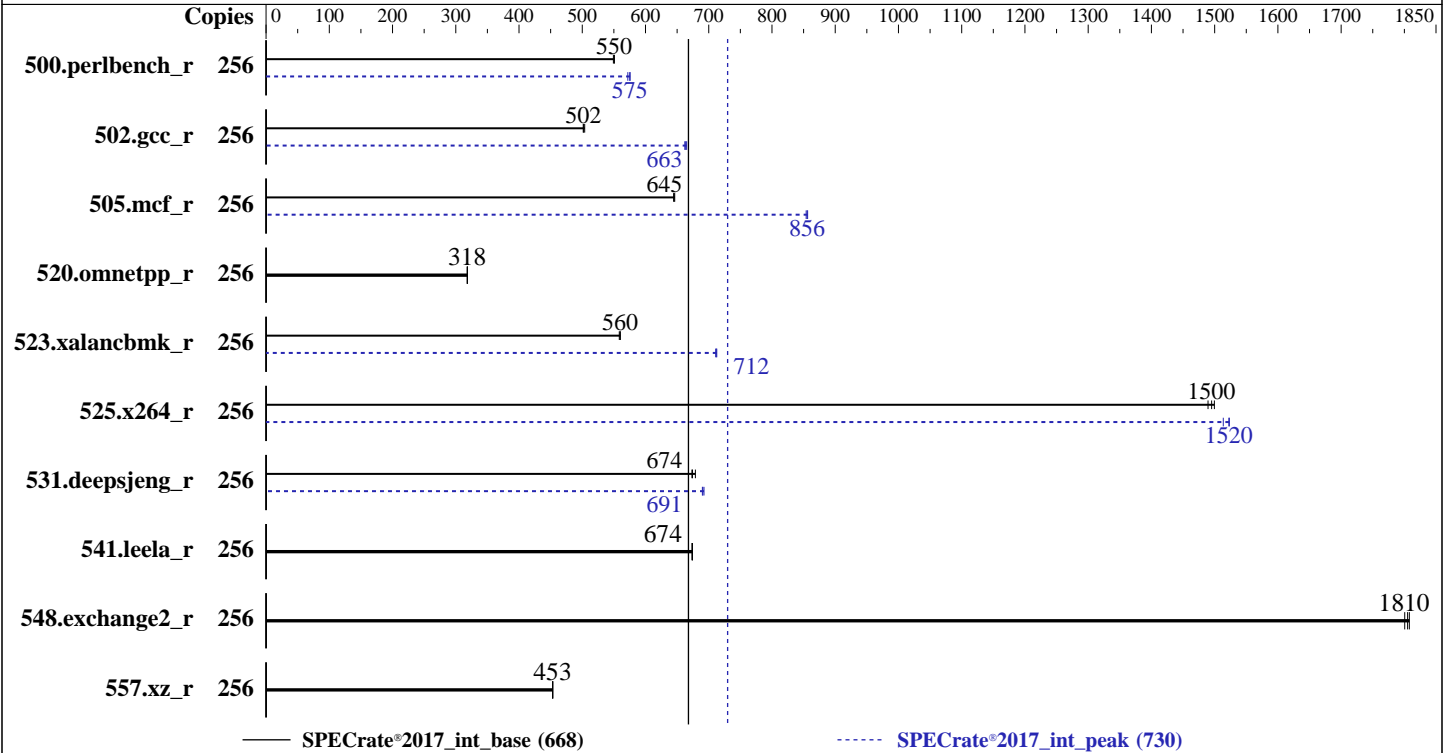 Copies 0 100 200 300 400 500 600 700 800 900 1000 1100 1200 1300 1400 1500 1600 1700 1850
500.perlbench_r 256 550
575
502.gcc_r 256 502
663
505.mcf_r 256 645
856
520.omnetpp_r 256 318
523.xalancbmk_r 256 560
712
525.x264_r 256 1500
1520
531.deepsjeng_r 256 674
691
541.leela_r 256 674
548.exchange2_r 256 1810
557.xz_r 256 453
SPECrate®2017_int_base (668) SPECrate®2017_int_peak (730)